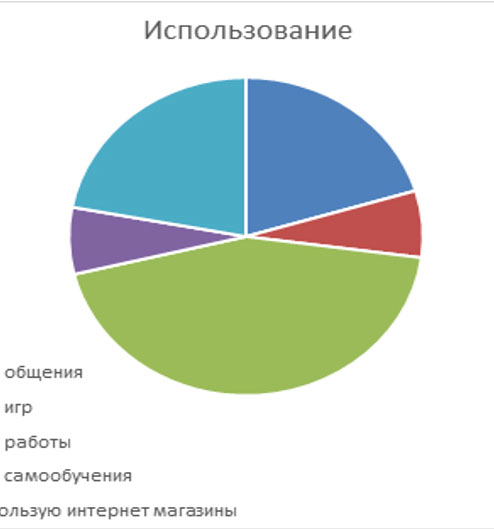 Использование
общения
игр
работы
самообучения
ользую интернет магазины